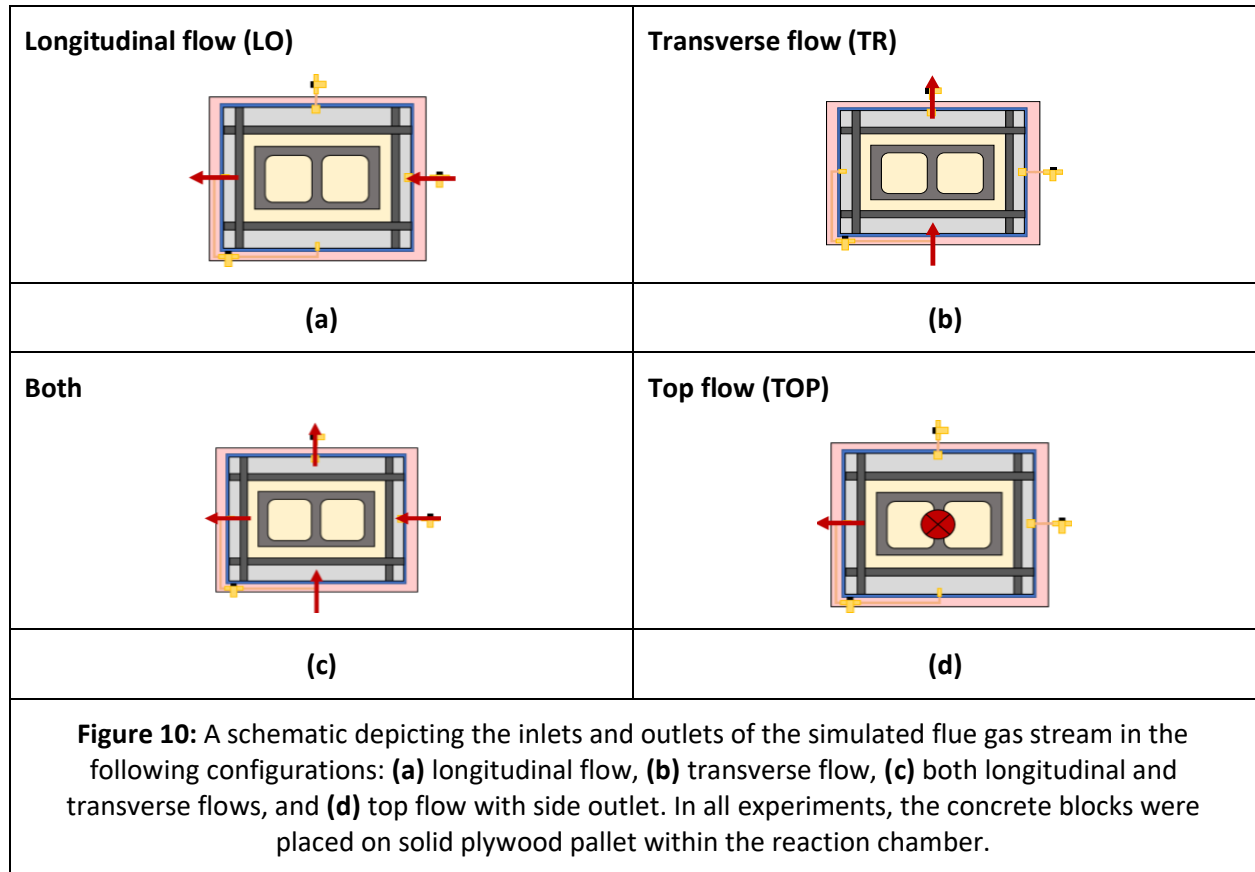 Longitudinal flow (LO)
Transverse flow (TR)
(a)
(b)
Both
Top flow (TOP)
(c)
(d)
Figure 10: A schematic depicting the inlets and outlets of the simulated flue gas stream in the
following configurations: (a) longitudinal flow, (b) transverse flow, (c) both longitudinal and
transverse flows, and (d) top flow with side outlet. In all experiments, the concrete blocks were
placed on solid plywood pallet within the reaction chamber.